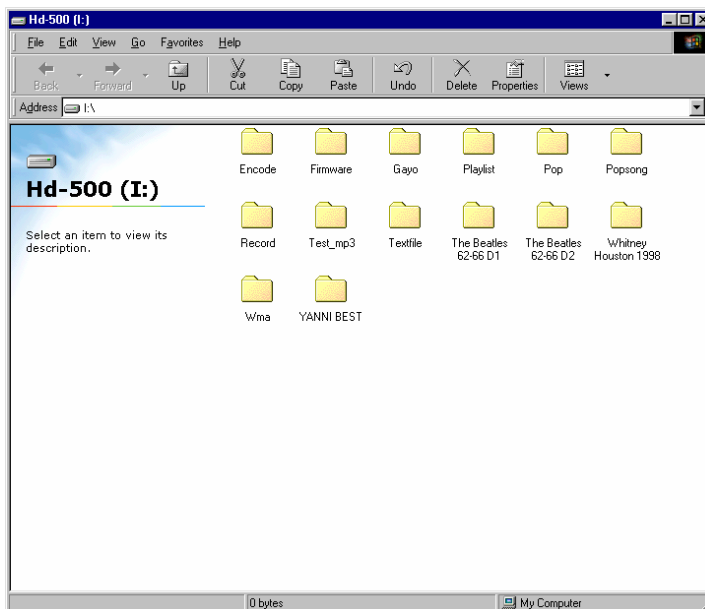 Hd-500 (I:)
File Edit View Go Favorites Help
Back Forward Up Cut Copy Paste Undo Delete Properties Views
Address I:\
Encode Firmware Gayo Playlist Pop Popsong
Hd-500 (I:)
Select an item to view its
description.
Record Test_mp3 Textfile The Beatles The Beatles Whitney
62-66 D1 62-66 D2 Houston 1998
Wma YANNI BEST
0 bytes My Computer